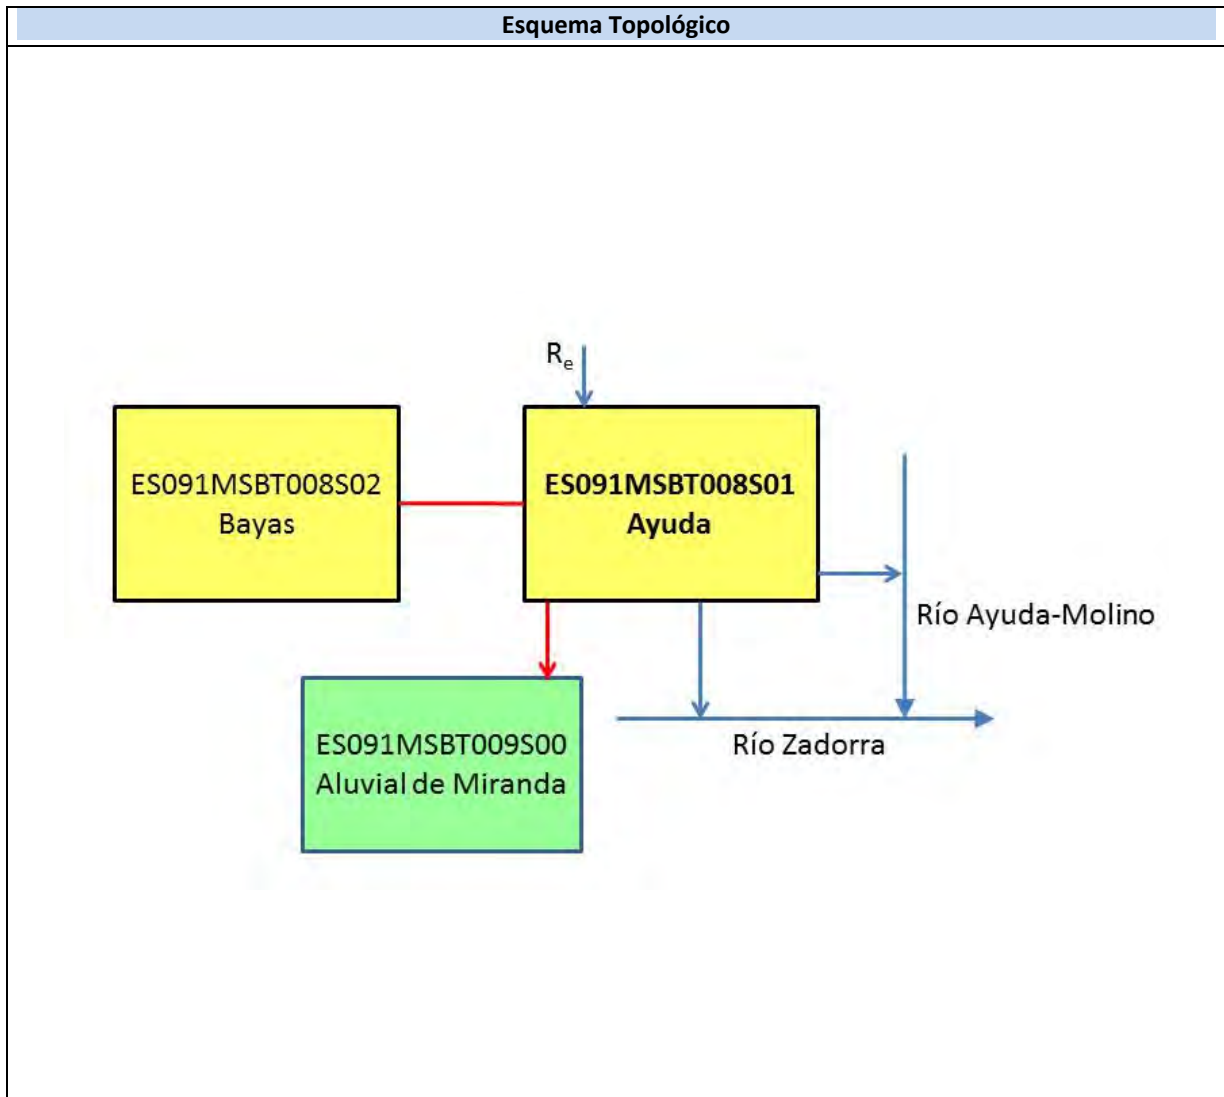 Esquema Topológico
Re
ES091MSBT008S02
Bayas
ES091MSBT008S01
Ayuda
Río Ayuda-Molino
ES091MSBT009S00
Aluvial de Miranda
Río Zadorra